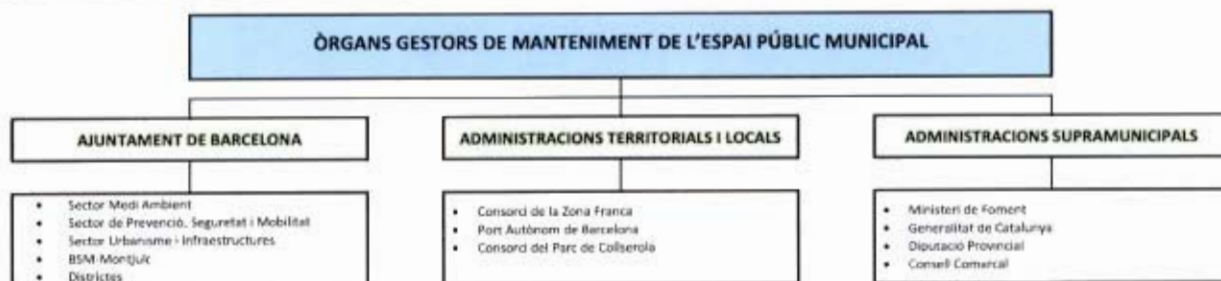 ÒRGANS GESTORS DE MANTENIMENT DE L'ESPAI PÚBLIC MUNICIPAL
AJUNTAMENT DE BARCELONA
• Sector Medi Ambient
• Sector de Prevenció, Seguretat i Mobilitat
• Sector Urbanisme i Infraestructures
• BSM-Montjuïc
• Districtes
ADMINISTRACIONS TERRITORIALS I LOCALS
• Consorci de la Zona Franca
• Port Autònom de Barcelona
• Consorci del Parc de Collserola
ADMINISTRACIONS SUPRAMUNICIPALS
• Ministeri de Foment
• Generalitat de Catalunya
• Diputació Provincial
• Consell Comarcal